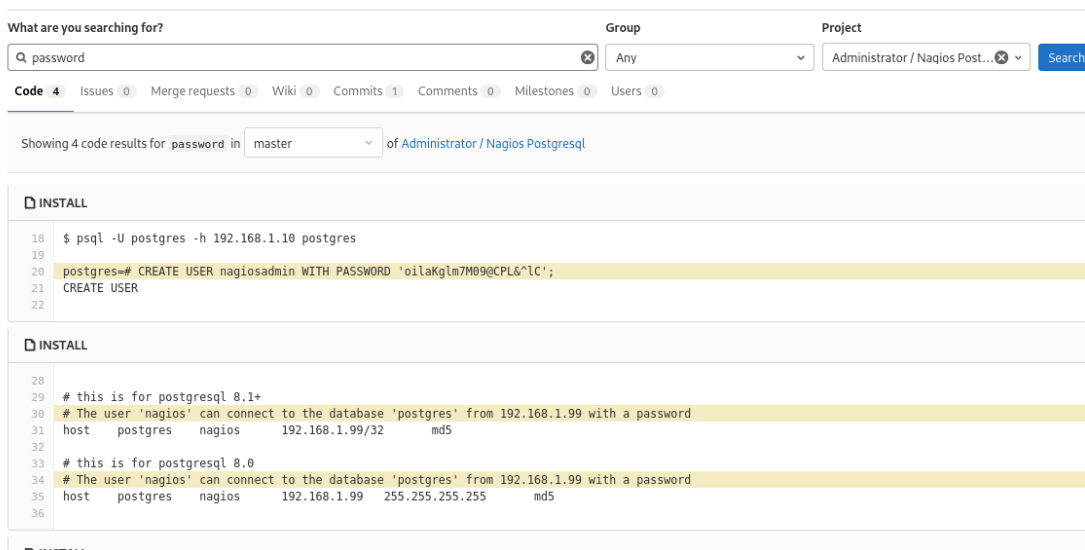 What are you searching for?
Group
Project
password
Any
Administrator / Nagios Post...
Search
Code 4 Issues 0 Merge requests 0 Wiki 0 Commits 1 Comments 0 Milestones 0 Users 0
Showing 4 code results for password in master of Administrator / Nagios Postgresql
INSTALL
18 $ psql -U postgres -h 192.168.1.10 postgres
19
20 postgres=# CREATE USER nagiosadmin WITH PASSWORD 'oilaKglm7M09@CPL&^lC';
21 CREATE USER
22
INSTALL
28
29 # this is for postgresql 8.1+
30 # The user 'nagios' can connect to the database 'postgres' from 192.168.1.99 with a password
31 host postgres nagios 192.168.1.99/32 md5
32
33 # this is for postgresql 8.0
34 # The user 'nagios' can connect to the database 'postgres' from 192.168.1.99 with a password
35 host postgres nagios 192.168.1.99 255.255.255.255 md5
36